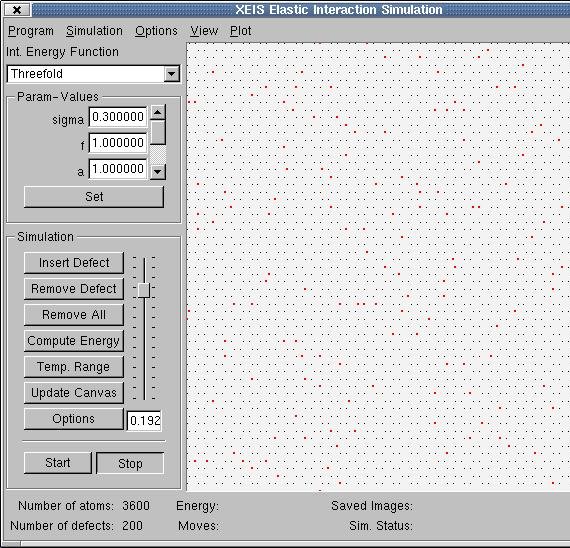 XEIS Elastic Interaction Simulation
Program Simulation Options View Plot
Int. Energy Function
Threefold
Param-Values
sigma 0.300000
f 1.000000
a 1.000000
Set
Simulation
Insert Defect
Remove Defect
Remove All
Compute Energy
Temp. Range
Update Canvas
Options 0.192
Start Stop
Number of atoms: 3600 Energy: Saved Images:
Number of defects: 200 Moves: Sim. Status: